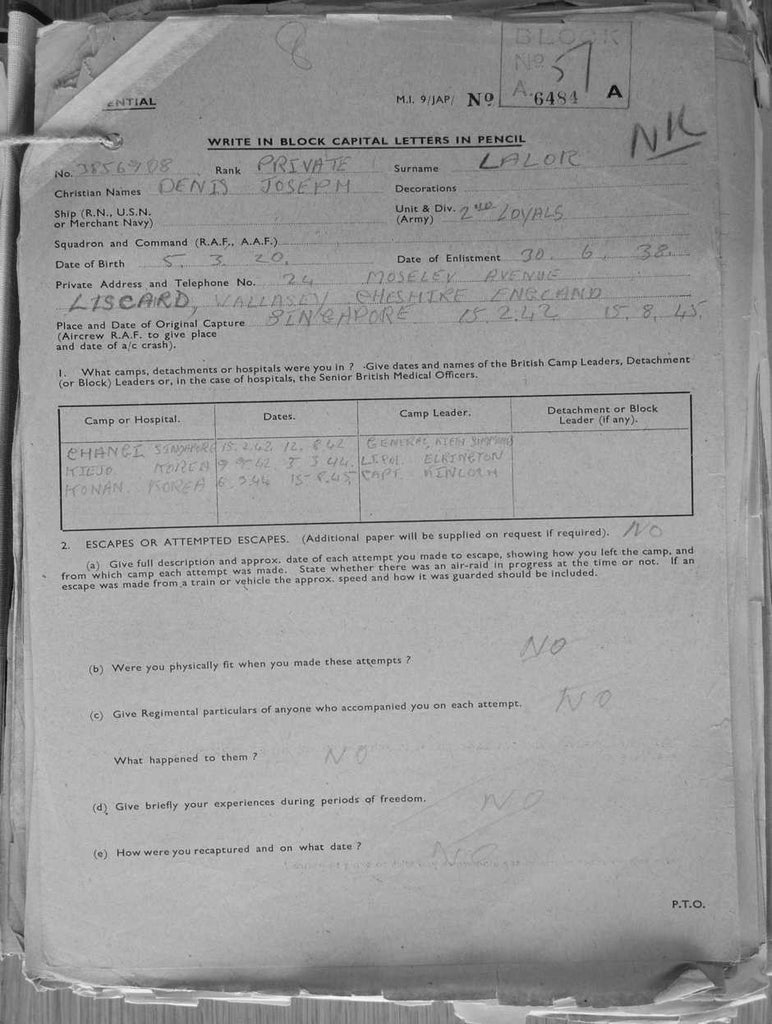 8
BLOCK
No 51
ENTIAL M.I. 9/JAP/ No A. 6484 A
NK
WRITE IN BLOCK CAPITAL LETTERS IN PENCIL
No. 3856908 Rank PRIVATE Surname LALOR
Christian Names DENIS JOSEPH Decorations
Ship (R.N., U.S.N. or Merchant Navy) Unit & Div. (Army) 2ND LOYALS
Squadron and Command (R.A.F., A.A.F.)
Date of Birth 5. 3. 20. Date of Enlistment 30. 6. 38.
Private Address and Telephone No. 24 MOSELEY AVENUE
LISCARD, WALLASEY CHESHIRE ENGLAND
Place and Date of Original Capture SINGAPORE 15.2.42 15.8.45.
(Aircrew R.A.F. to give place
and date of a/c crash).
1. What camps, detachments or hospitals were you in ? Give dates and names of the British Camp Leaders, Detachment
(or Block) Leaders or, in the case of hospitals, the Senior British Medical Officers.
Camp or Hospital. Dates. Camp Leader. Detachment or Block Leader (if any).
CHANGI SINGAPORE 15.2.42 12.8.42 GENERAL KIETH SIMMONS
KIEJO KOREA 9.9.42 3.3.44. ELRINGTON
KONAN KOREA 6.3.44 15.8.45 CAPT. KINLOCH
2. ESCAPES OR ATTEMPTED ESCAPES. (Additional paper will be supplied on request if required). NO
(a) Give full description and approx. date of each attempt you made to escape, showing how you left the camp, and
from which camp each attempt was made. State whether there was an air-raid in progress at the time or not. If an
escape was made from a train or vehicle the approx. speed and how it was guarded should be included.
(b) Were you physically fit when you made these attempts ? NO
(c) Give Regimental particulars of anyone who accompanied you on each attempt. NO
What happened to them ? NO
(d) Give briefly your experiences during periods of freedom. NO
(e) How were you recaptured and on what date ? NO
P.T.O.